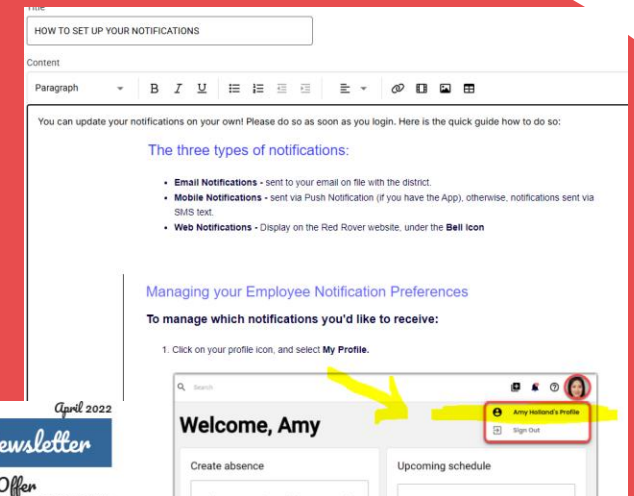 Title
HOW TO SET UP YOUR NOTIFICATIONS
Content
Paragraph
B I U
You can update your notifications on your own! Please do so as soon as you login. Here is the quick guide how to do so:
The three types of notifications:
Email Notifications - sent to your email on file with the district.
Mobile Notifications - sent via Push Notification (if you have the App), otherwise, notifications sent via
SMS text.
Web Notifications - Display on the Red Rover website, under the Bell Icon
Managing your Employee Notification Preferences
To manage which notifications you'd like to receive:
1. Click on your profile icon, and select My Profile.
Search
Amy Holland's Profile
Sign Out
Welcome, Amy
Create absence
Upcoming schedule
April 2022
ewsletter
Offer